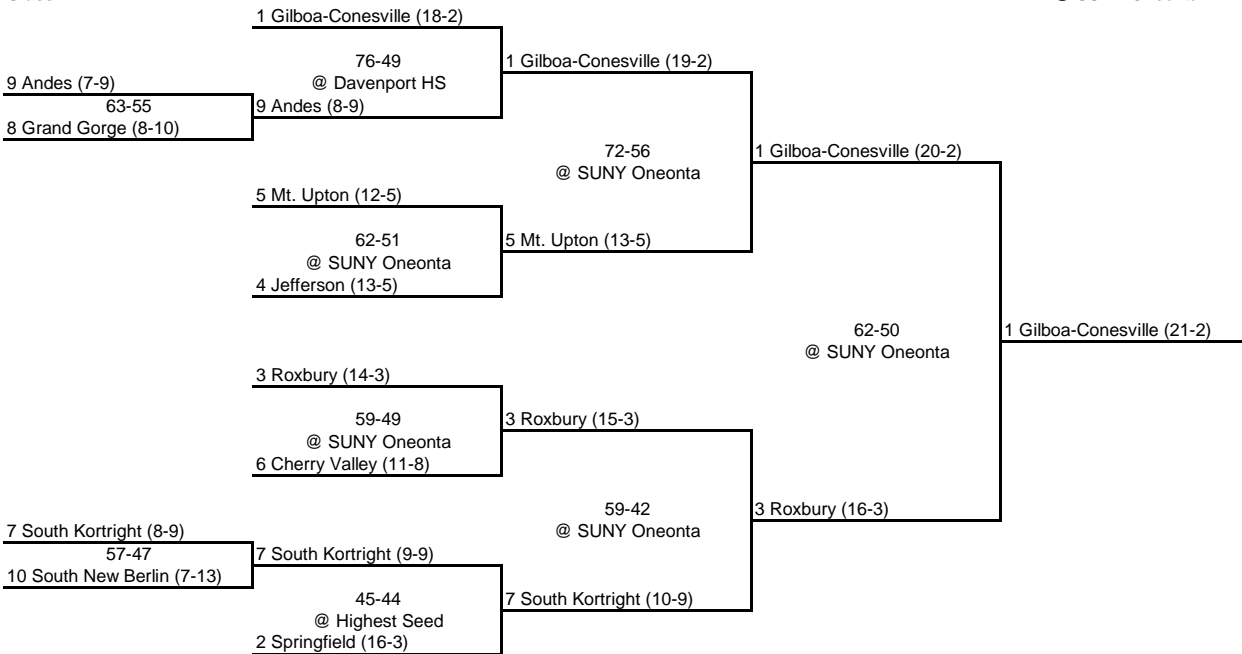 1 Gilboa-Conesville (18-2)
76-49
@ Davenport HS
1 Gilboa-Conesville (19-2)
9 Andes (7-9)
63-55
9 Andes (8-9)
8 Grand Gorge (8-10)
72-56
@ SUNY Oneonta
1 Gilboa-Conesville (20-2)
5 Mt. Upton (12-5)
62-51
@ SUNY Oneonta
5 Mt. Upton (13-5)
4 Jefferson (13-5)
62-50
@ SUNY Oneonta
1 Gilboa-Conesville (21-2)
3 Roxbury (14-3)
59-49
@ SUNY Oneonta
3 Roxbury (15-3)
6 Cherry Valley (11-8)
59-42
@ SUNY Oneonta
3 Roxbury (16-3)
7 South Kortright (8-9)
57-47
7 South Kortright (9-9)
10 South New Berlin (7-13)
45-44
@ Highest Seed
7 South Kortright (10-9)
2 Springfield (16-3)